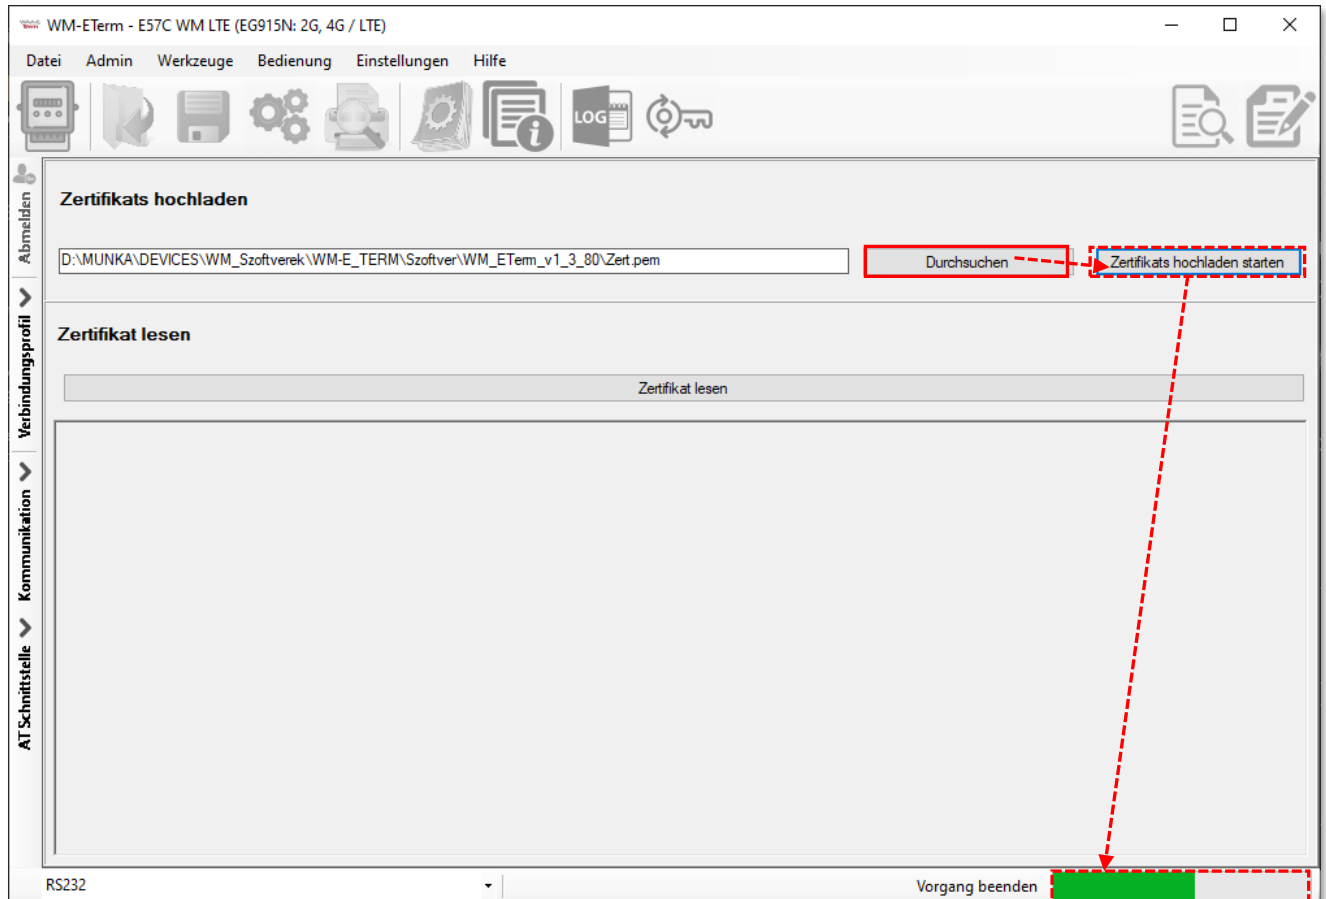 WM-ETerm - E57C WM LTE (EG915N: 2G, 4G / LTE)
Datei Admin Werkzeuge Bedienung Einstellungen Hilfe
LOG
Abmelden
Verbindungsprofil
Kommunikation
AT Schnittstelle
Zertifikats hochladen
D:\MUNKA\DEVICES\WM_Szoftverek\WM-E_TERM\Szoftver\WM_ETerm_v1_3_80\Zert.pem
Durchsuchen
Zertifikats hochladen starten
Zertifikat lesen
Zertifikat lesen
RS232
Vorgang beenden